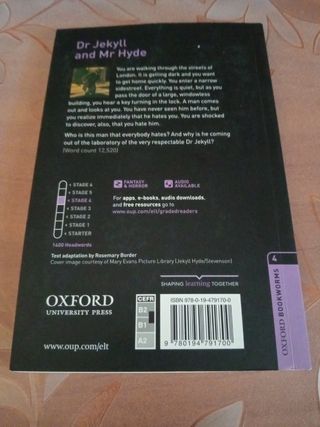 Dr Jekyll
and Mr Hyde
You are walking through the streets of
London. It is getting dark and you want
to get home quickly. You enter a narrow
sidestreet. Everything is quiet, but as you
pass the door of a large, windowless
building, you hear a key turning in the lock. A man comes
out and looks at you. You have never seen him before, but
you realize immediately that he hates you. You are shocked
to discover, also, that you hate him.
Who is this man that everybody hates? And why is he coming
out of the laboratory of the very respectable Dr Jekyll?
(Word count 12,520)
STAGE 6
STAGE 5
STAGE 4
STAGE 3
STAGE 2
STAGE 1
STARTER
1400 Headwords
FANTASY
& HORROR
AUDIO
AVAILABLE
For apps, e-books, audio downloads,
and free resources go to
www.oup.com/elt/gradedreaders
Text adaptation by Rosemary Border
Cover image courtesy of Mary Evans Picture Library (Jekyll Hyde/Stevenson)
SHAPING learning TOGETHER
OXFORD
UNIVERSITY PRESS
www.oup.com/elt
CEFR
B2
B1
A2
ISBN 978-0-19-479170-0
9 780194 791700
4
OXFORD BOOKWORMS